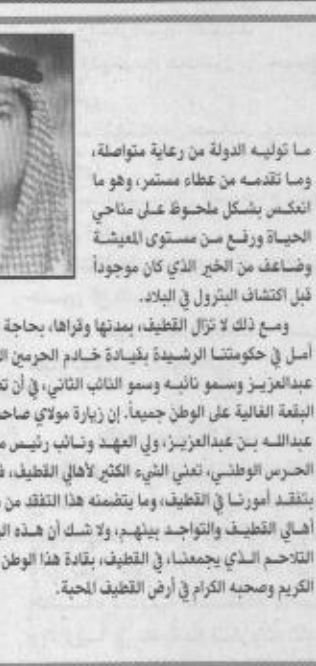 ما توليه الدولة من رعاية متواصلة،
وما تقدمه من عطاء مستمر، وهو ما
انعكس بشكل ملحوظ على مناحي
الحياة ورفع من مستوى المعيشة
وضاعف من الخير الذي كان موجوداً
قبل اكتشاف البترول في البلاد.
ومع ذلك لا تزال القطيف، بمدنها وقراها، بحاجة
أمل في حكومتنا الرشيدة بقيادة خادم الحرمين
عبدالعزيز وسمو نائبه وسمو النائب الثاني، في أن
البقعة الغالية على الوطن جميعاً. إن زيارة مولاي
عبدالله بن عبدالعزيز، ولي العهد ونائب رئيس
الحرس الوطني، تعني الشيء الكثير لأهالي القطيف،
بتفقد أمورنا في القطيف، وما يتضمنه هذا التفقد من
أهالي القطيف والتواجد بينهم، ولا شك أن هذه
التلاحم الذي يجمعنا، في القطيف، بقادة هذا الوطن
الكريم وصحبه الكرام في أرض القطيف المحبة.